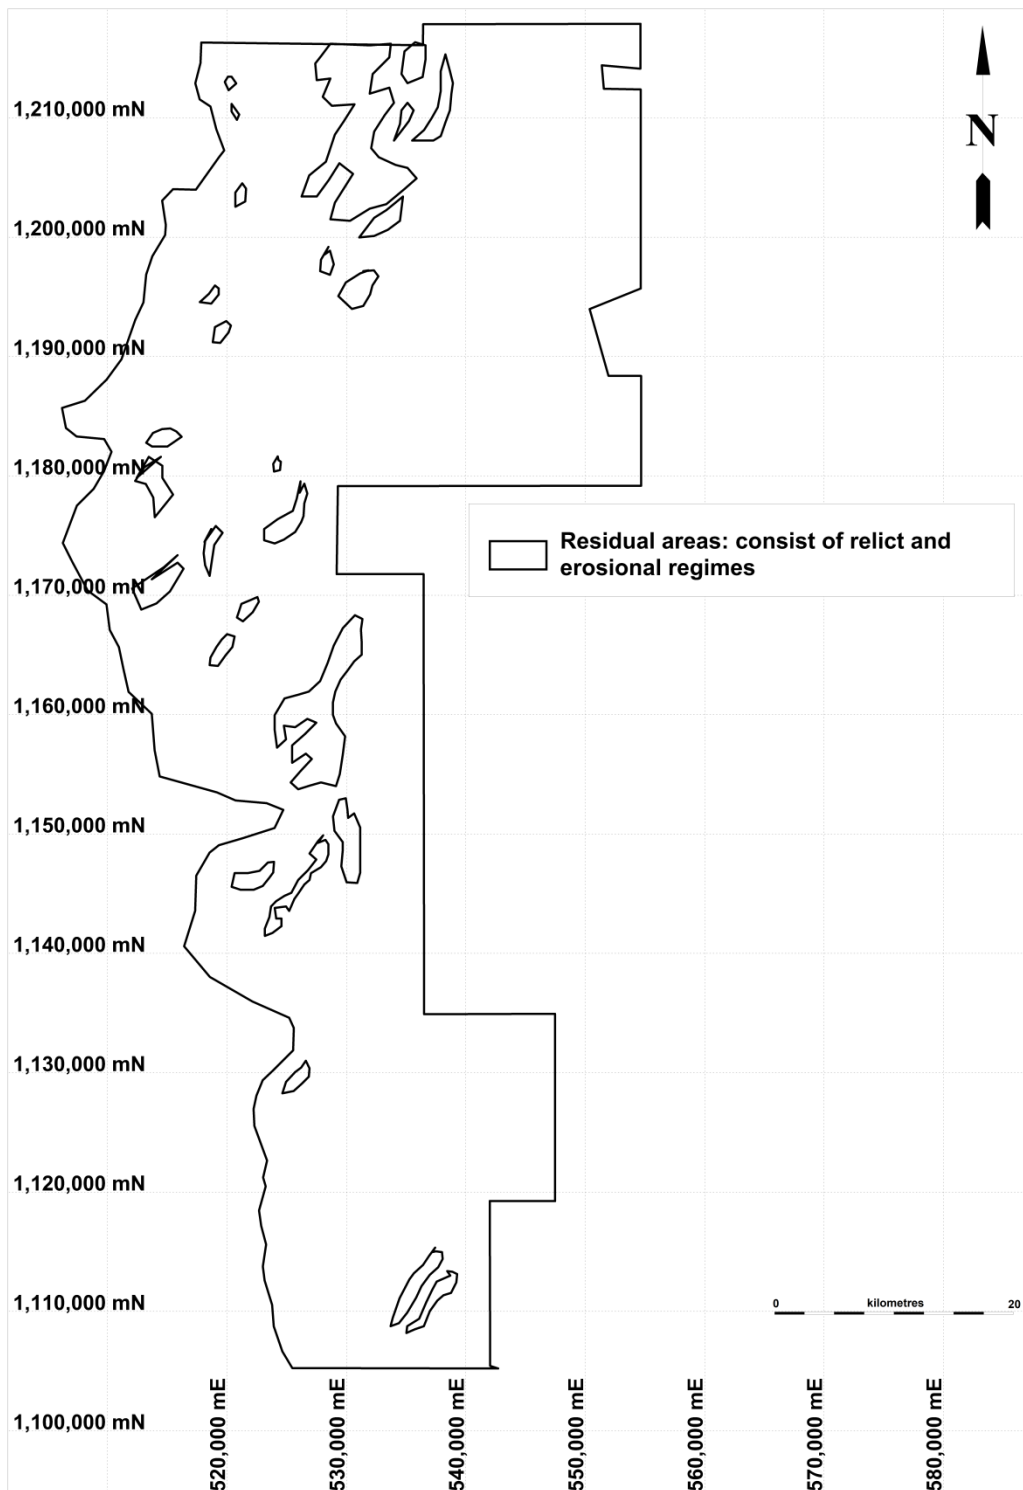 1,210,000 mN
N
1,200,000 mN
1,190,000 mN
1,180,000 mN
Residual areas: consist of relict and
erosional regimes
1,170,000 mN
1,160,000 mN
1,150,000 mN
1,140,000 mN
1,130,000 mN
1,120,000 mN
1,110,000 mN
0 kilometres 20
1,100,000 mN
520,000 mE
530,000 mE
540,000 mE
550,000 mE
560,000 mE
570,000 mE
580,000 mE